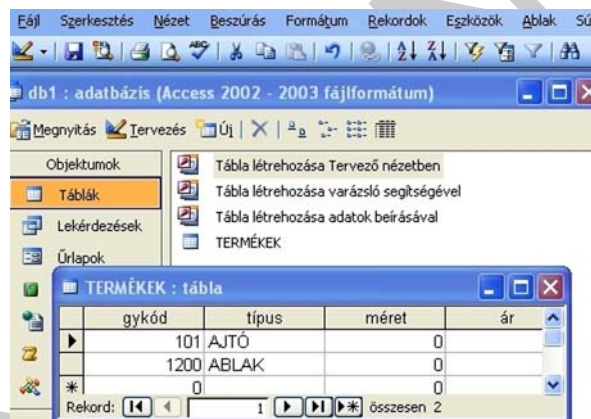 Fájl Szerkesztés Nézet Beszúrás Formátum Rekordok Eszközök Ablak Sú
db1 : adatbázis (Access 2002 - 2003 fájlformátum)
Megnyitás Tervezés Új
Objektumok
Táblák
Lekérdezések
Űrlapok
Tábla létrehozása Tervező nézetben
Tábla létrehozása varázsló segítségével
Tábla létrehozása adatok beírásával
TERMÉKEK
TERMÉKEK : tábla
gykód típus méret ár
101 AJTÓ 0
1200 ABLAK 0
0 0
Rekord: 1 összesen 2